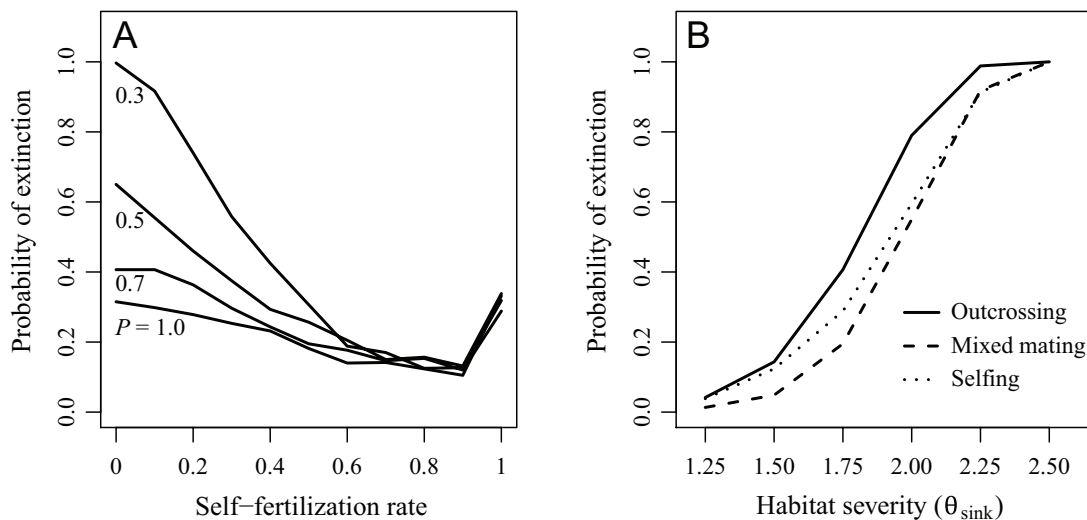 A
Probability of extinction
1.0
0.8
0.6
0.4
0.2
0.0
0.3
0.5
0.7
P = 1.0
0 0.2 0.4 0.6 0.8 1
Self−fertilization rate
B
Probability of extinction
1.0
0.8
0.6
0.4
0.2
0.0
Outcrossing
Mixed mating
Selfing
1.25 1.50 1.75 2.00 2.25 2.50
Habitat severity (θsink)